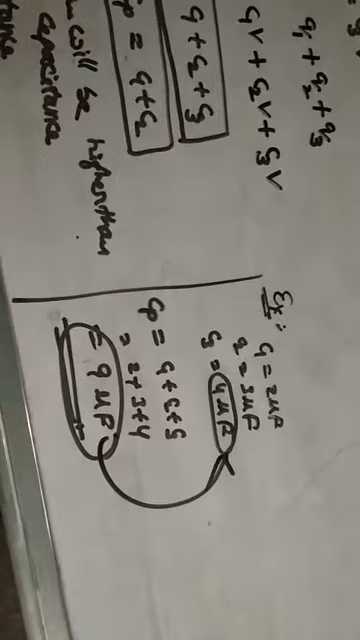 = C₃ V
q₁ + q₂ + q₃
C₁V + C₂V + C₃V
C₁ + C₂ + C₃
Cp = C₁ + C₂
will be higher than
capacitance
Ex:
C₁ = 2μF
C₂ = 3μF
C₃ = 4μF
Cp = C₁ + C₂ + C₃
= 2 + 3 + 4
= 9 μF